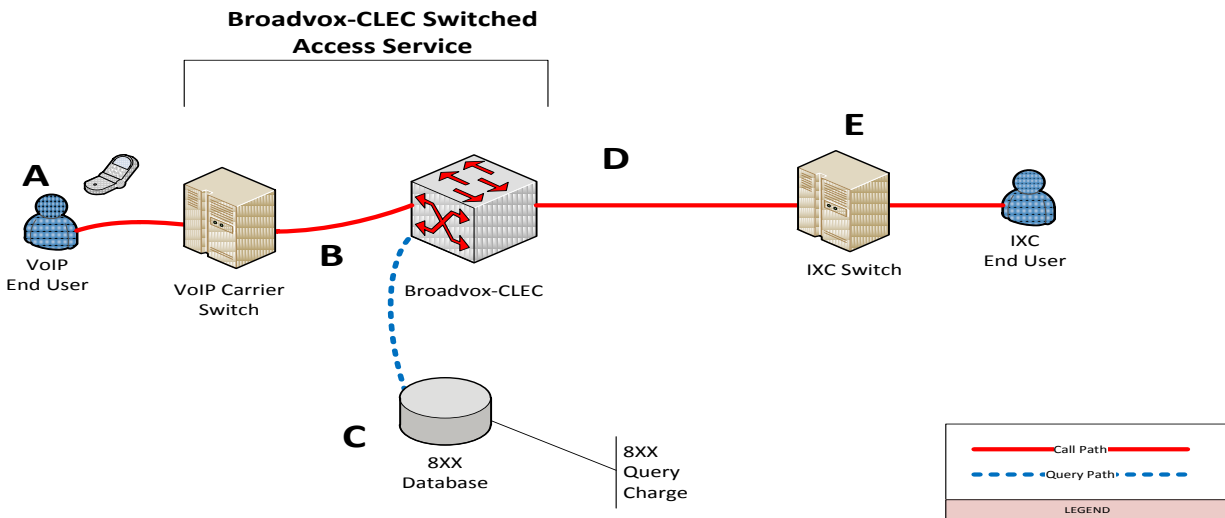 Broadvox-CLEC Switched
Access Service
A
VoIP
End User
VoIP Carrier
Switch
B
Broadvox-CLEC
D
E
IXC Switch
IXC
End User
C
8XX
Database
8XX
Query
Charge
Call Path
Query Path
LEGEND